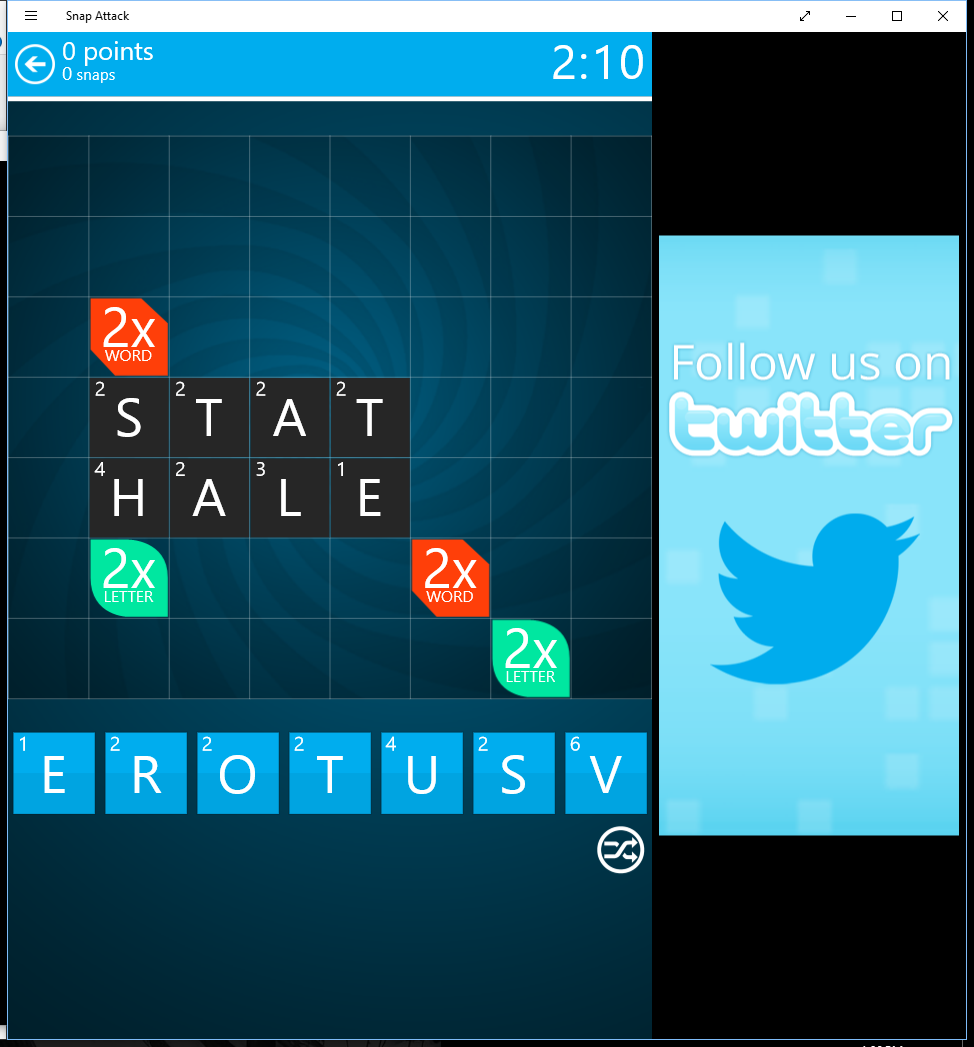 Snap Attack
0 points
0 snaps
2:10
2x
WORD
2 S 2 T 2 A 2 T
4 H 2 A 3 L 1 E
2x
LETTER
2x
WORD
2x
LETTER
1 E 2 R 2 O 2 T 4 U 2 S 6 V
Follow us on
twitter